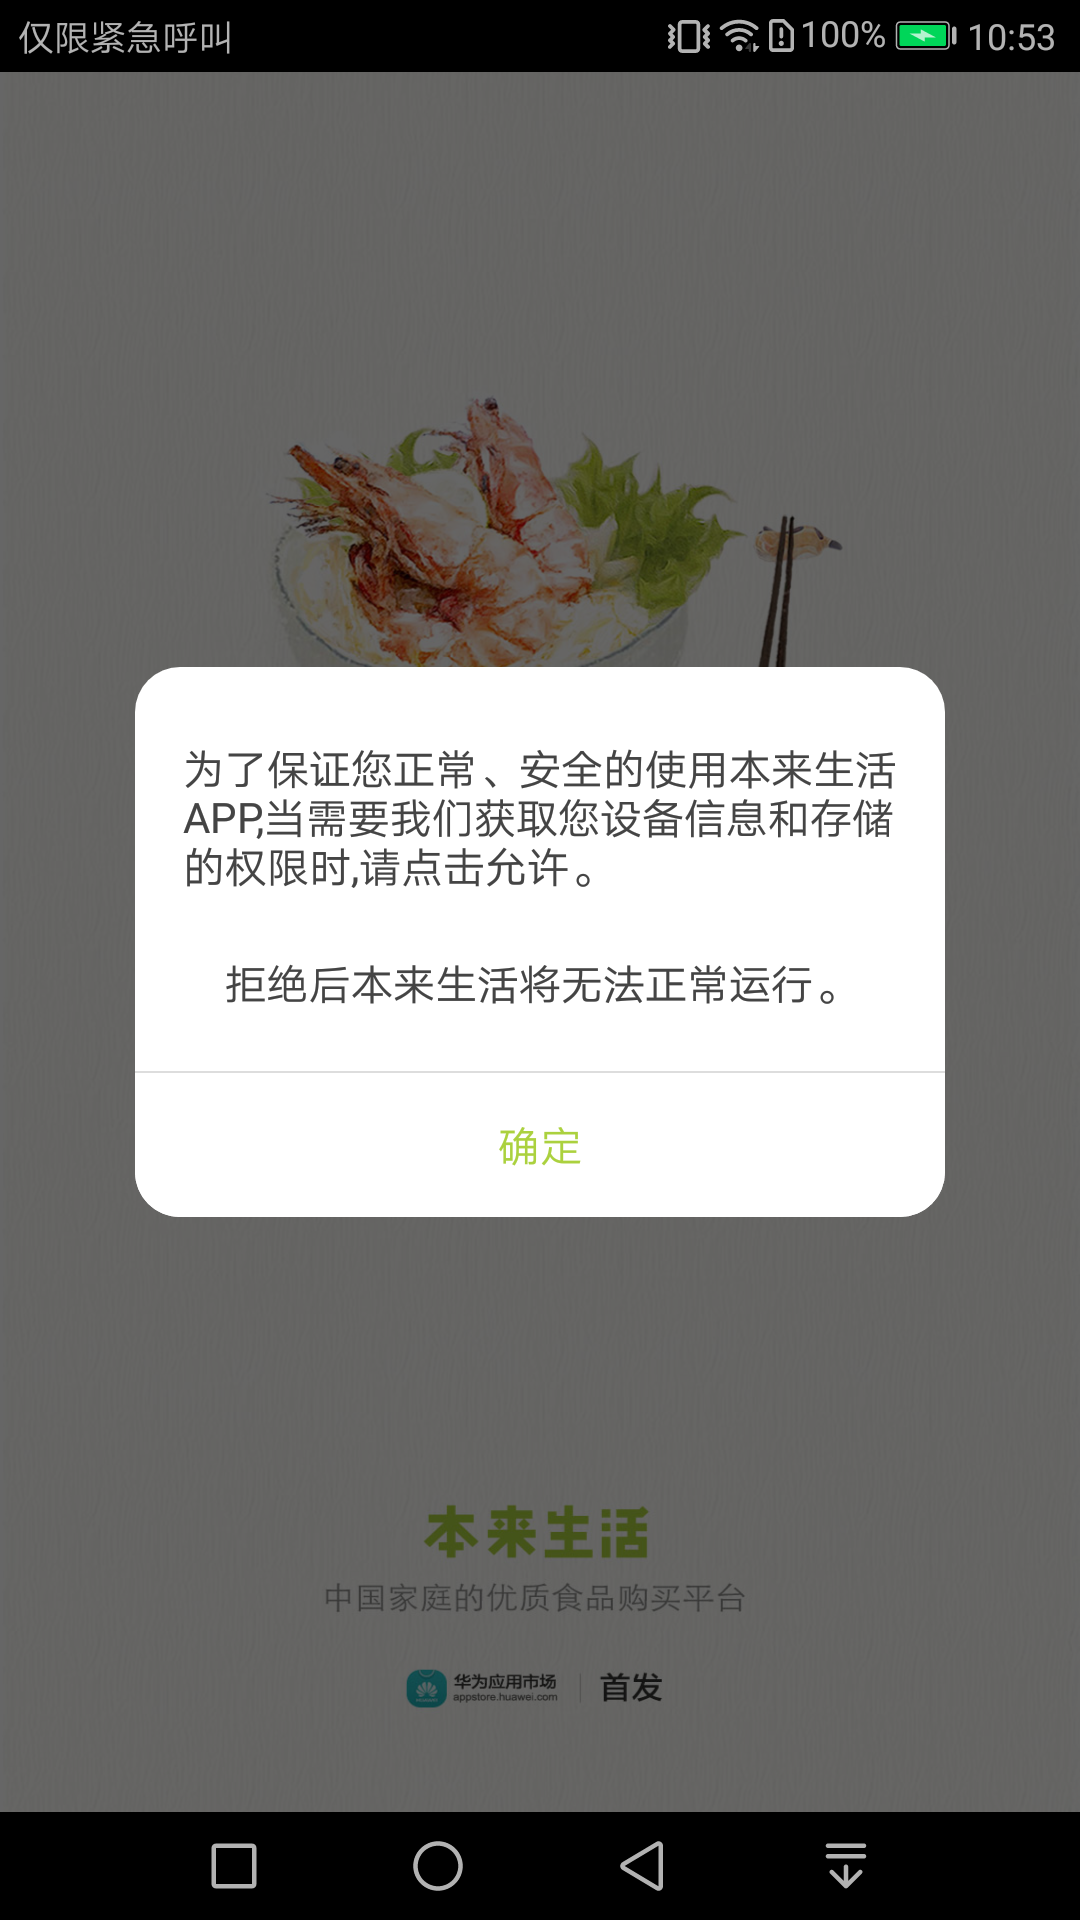 仅限紧急呼叫
100%
10:53
为了保证您正常、安全的使用本来生活
APP,当需要我们获取您设备信息和存储
的权限时,请点击允许。
拒绝后本来生活将无法正常运行。
确定
本来生活
中国家庭的优质食品购买平台
华为应用市场
appstore.huawei.com
首发